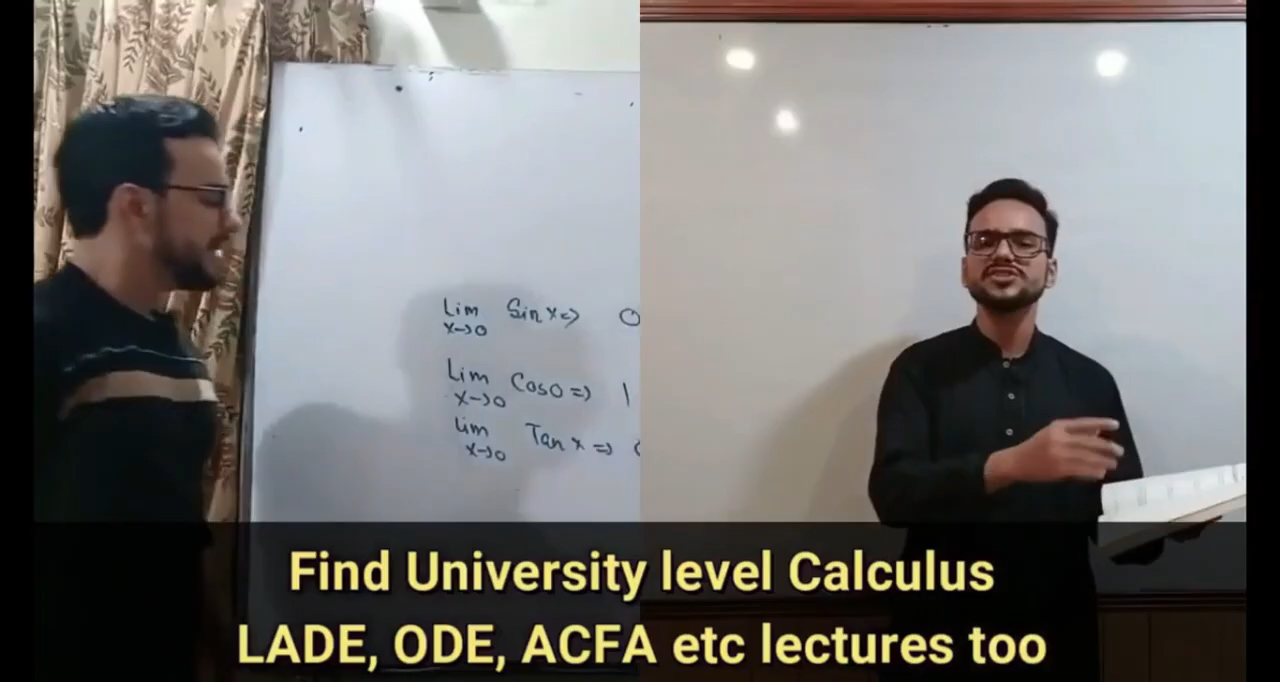 Lim Sin x => 0
x->0
Lim Cos0 => 1
x->0
Lim Tan x =>
x->0
Find University level Calculus
LADE, ODE, ACFA etc lectures too